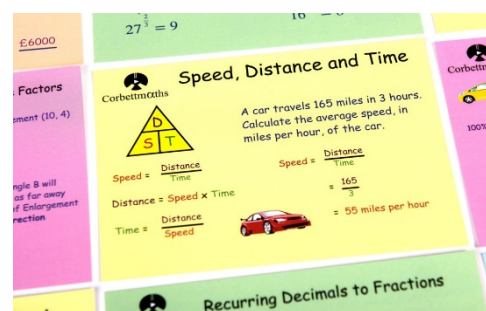 £6000
27 2/3 = 9
16
Factors
ement (10, 4)
ngle B will
as far away
of Enlargement
rection
Corbettmαths
Speed, Distance and Time
D
S T
A car travels 165 miles in 3 hours.
Calculate the average speed, in
miles per hour, of the car.
Speed = Distance
Time
Distance = Speed × Time
Time = Distance
Speed
Speed = Distance
Time
= 165
3
= 55 miles per hour
Corbettm
100%
Recurring Decimals to Fractions